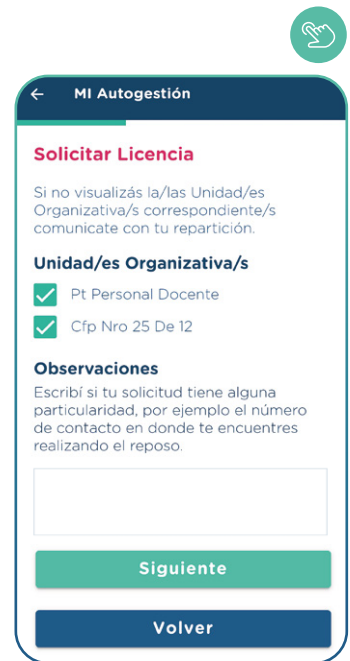 MI Autogestión
Solicitar Licencia
Si no visualizás la/las Unidad/es
Organizativa/s correspondiente/s
comunicate con tu repartición.
Unidad/es Organizativa/s
Pt Personal Docente
Cfp Nro 25 De 12
Observaciones
Escribí si tu solicitud tiene alguna
particularidad, por ejemplo el número
de contacto en donde te encuentres
realizando el reposo.
Siguiente
Volver